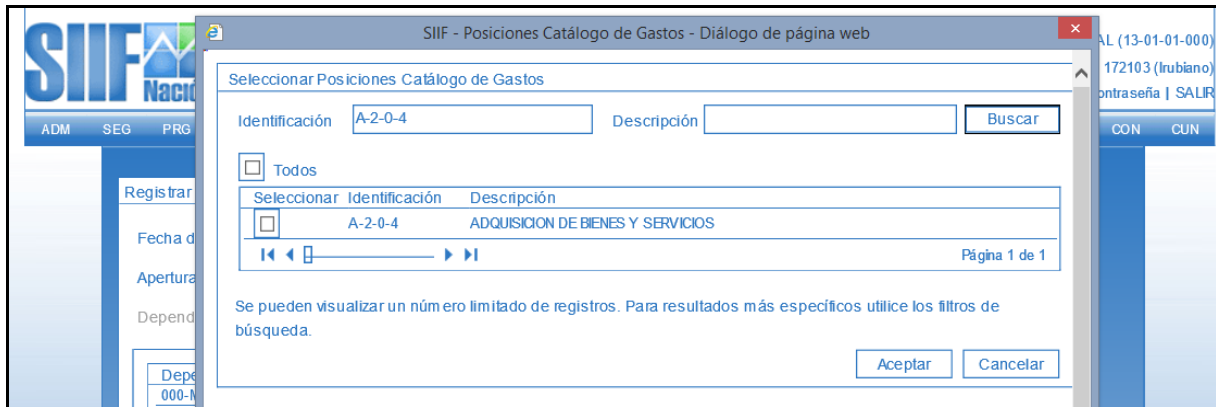 SIIF - Posiciones Catálogo de Gastos - Diálogo de página web
SIIF
Nació
AL (13-01-01-000)
172103 (lrubiano)
ontraseña | SALIR
ADM SEG PRG
CON CUN
Seleccionar Posiciones Catálogo de Gastos
Identificación A-2-0-4 Descripción Buscar
Todos
Seleccionar Identificación Descripción
A-2-0-4 ADQUISICION DE BIENES Y SERVICIOS
Página 1 de 1
Se pueden visualizar un número limitado de registros. Para resultados más específicos utilice los filtros de
búsqueda.
Aceptar Cancelar
Registrar
Fecha d
Apertura
Depend
Depe
000-M